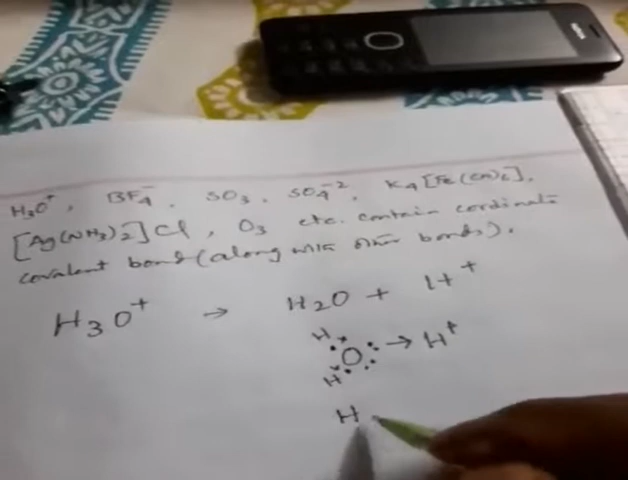 H3O⁺, BF4⁻, SO3, SO4⁻², K4[Fe(CN)6],
[Ag(NH3)2]Cl, O3 etc. contain cordinate
covalent bond (along with other bonds).
H3O⁺ → H2O + H⁺
H
O → H⁺
H
H